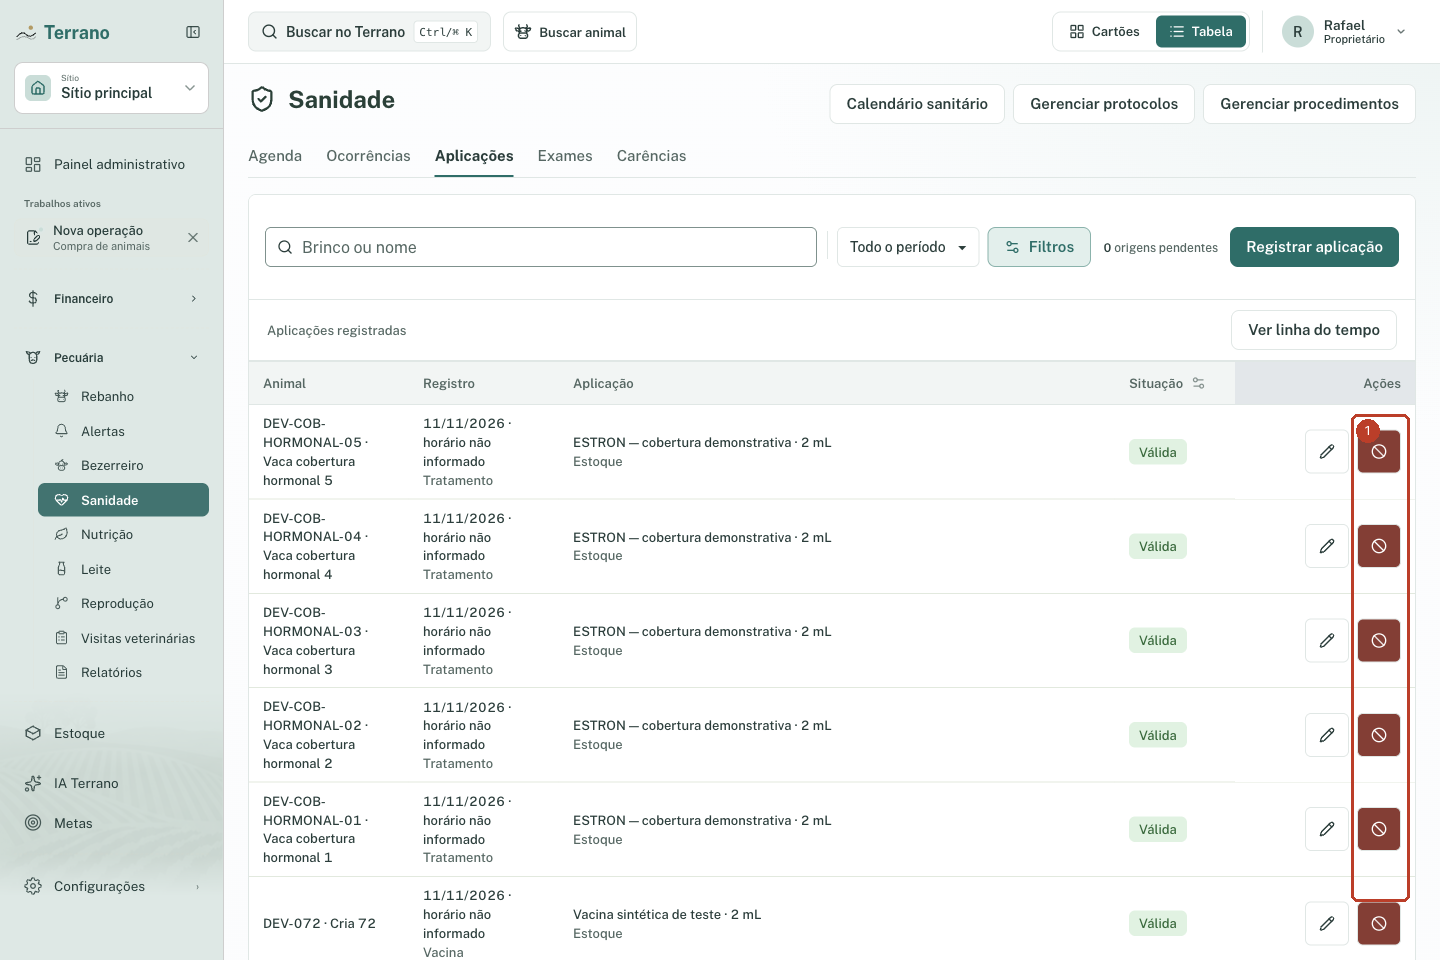 Terrano
Buscar no Terrano Ctrl/⌘ K
Buscar animal
Cartões
Tabela
R
Rafael
Proprietário
Sítio
Sítio principal
Painel administrativo
Trabalhos ativos
Nova operação
Compra de animais
Financeiro
Pecuária
Rebanho
Alertas
Bezerreiro
Sanidade
Nutrição
Leite
Reprodução
Visitas veterinárias
Relatórios
Estoque
IA Terrano
Metas
Configurações
Sanidade
Calendário sanitário
Gerenciar protocolos
Gerenciar procedimentos
Agenda
Ocorrências
Aplicações
Exames
Carências
Brinco ou nome
Todo o período
Filtros
0 origens pendentes
Registrar aplicação
Aplicações registradas
Ver linha do tempo
Animal
Registro
Aplicação
Situação
Ações
DEV-COB-
HORMONAL-05 ·
Vaca cobertura
hormonal 5
11/11/2026 ·
horário não
informado
Tratamento
ESTRON — cobertura demonstrativa · 2 mL
Estoque
Válida
1
DEV-COB-
HORMONAL-04 ·
Vaca cobertura
hormonal 4
11/11/2026 ·
horário não
informado
Tratamento
ESTRON — cobertura demonstrativa · 2 mL
Estoque
Válida
DEV-COB-
HORMONAL-03 ·
Vaca cobertura
hormonal 3
11/11/2026 ·
horário não
informado
Tratamento
ESTRON — cobertura demonstrativa · 2 mL
Estoque
Válida
DEV-COB-
HORMONAL-02 ·
Vaca cobertura
hormonal 2
11/11/2026 ·
horário não
informado
Tratamento
ESTRON — cobertura demonstrativa · 2 mL
Estoque
Válida
DEV-COB-
HORMONAL-01 ·
Vaca cobertura
hormonal 1
11/11/2026 ·
horário não
informado
Tratamento
ESTRON — cobertura demonstrativa · 2 mL
Estoque
Válida
DEV-072 · Cria 72
11/11/2026 ·
horário não
informado
Vacina
Vacina sintética de teste · 2 mL
Estoque
Válida